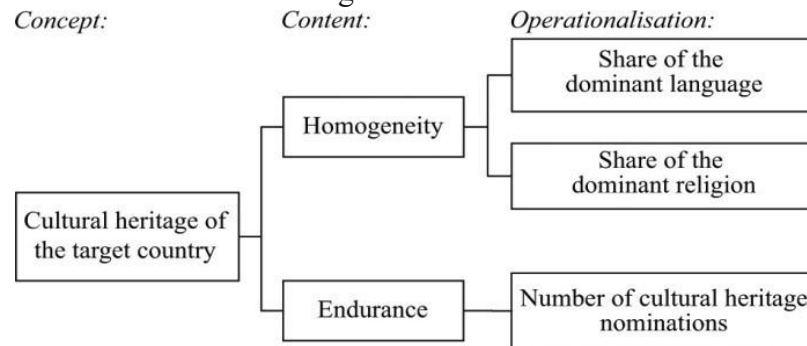 Concept:
Content:
Operationalisation:
Share of the
dominant language
Homogeneity
Share of the
dominant religion
Cultural heritage of
the target country
Endurance
Number of cultural heritage
nominations